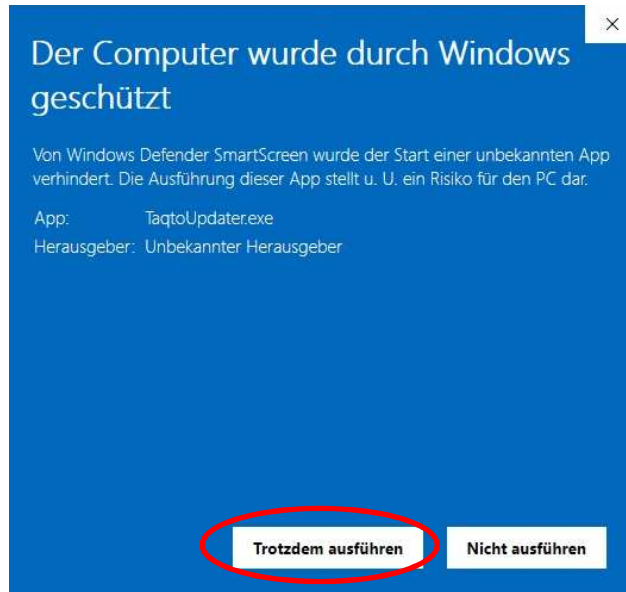 Der Computer wurde durch Windows
geschützt
Von Windows Defender SmartScreen wurde der Start einer unbekannten App
verhindert. Die Ausführung dieser App stellt u. U. ein Risiko für den PC dar.
App: TaqtoUpdater.exe
Herausgeber: Unbekannter Herausgeber
Trotzdem ausführen Nicht ausführen